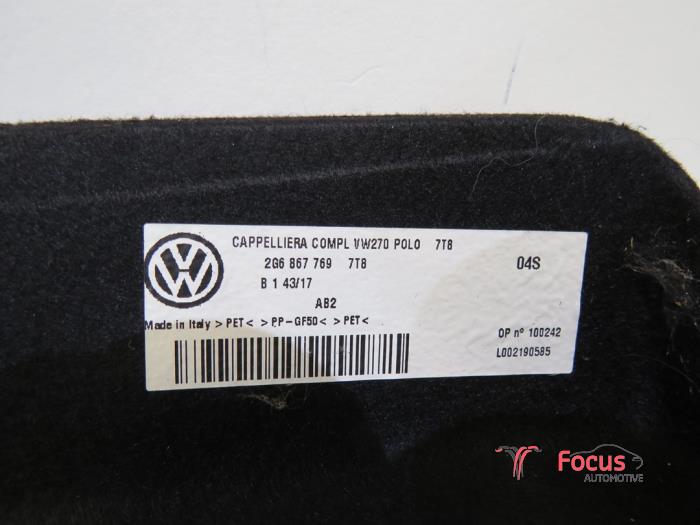 CAPPELLIERA COMPL VW270 POLO 7T8
2G6 867 769 7T8
04S
B 1 43/17
AB2
Made in Italy >PET< >PP-GF50< >PET<
OP nº 100242
L002190585
Focus
AUTOMOTIVE